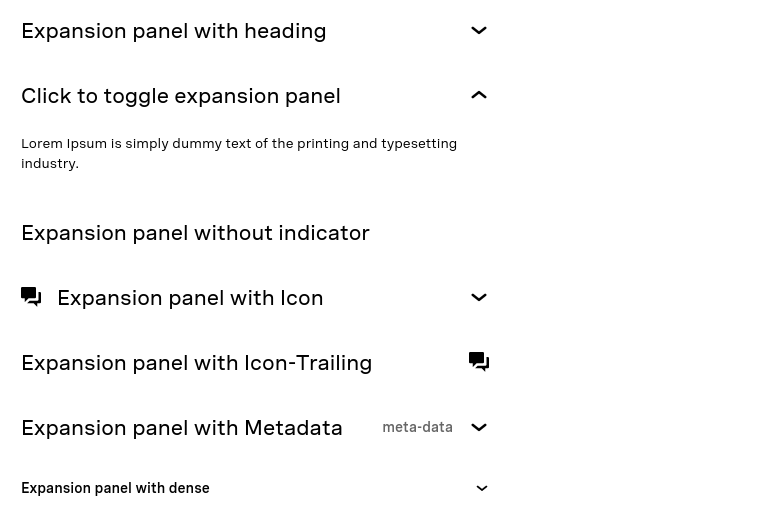 Expansion panel with heading
Click to toggle expansion panel
Lorem Ipsum is simply dummy text of the printing and typesetting
industry.
Expansion panel without indicator
Expansion panel with Icon
Expansion panel with Icon-Trailing
Expansion panel with Metadata meta-data
Expansion panel with dense